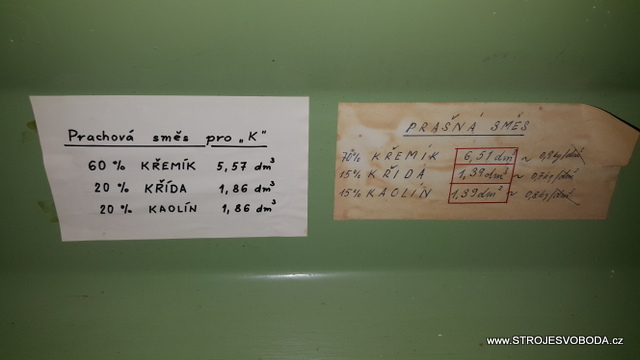 Prachová směs pro „K"
60 % KŘEMÍK 5,57 dm³
20 % KŘÍDA 1,86 dm³
20 % KAOLÍN 1,86 dm³
PRAŠNÁ SMĚS
70% KŘEMÍK 6,51 dm³ ~
15% KŘÍDA 1,39 dm³ ~
15% KAOLÍN 1,39 dm³ ~
www.STROJESVOBODA.cz